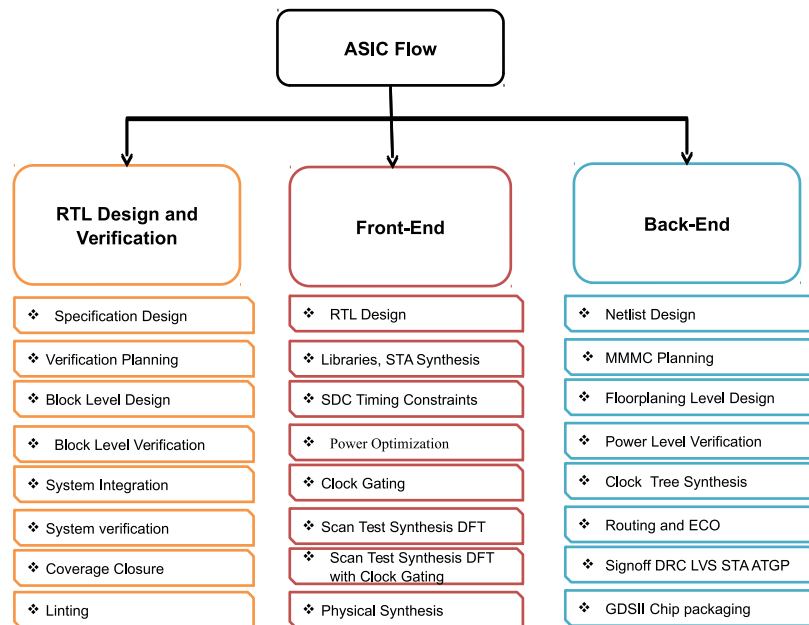 ASIC Flow
RTL Design and
Verification
❖ Specification Design
❖ Verification Planning
❖ Block Level Design
❖ Block Level Verification
❖ System Integration
❖ System verification
❖ Coverage Closure
❖ Linting
Front-End
❖ RTL Design
❖ Libraries, STA Synthesis
❖ SDC Timing Constraints
❖ Power Optimization
❖ Clock Gating
❖ Scan Test Synthesis DFT
❖ Scan Test Synthesis DFT
with Clock Gating
❖ Physical Synthesis
Back-End
❖ Netlist Design
❖ MMMC Planning
❖ Floorplaning Level Design
❖ Power Level Verification
❖ Clock Tree Synthesis
❖ Routing and ECO
❖ Signoff DRC LVS STA ATGP
❖ GDSII Chip packaging